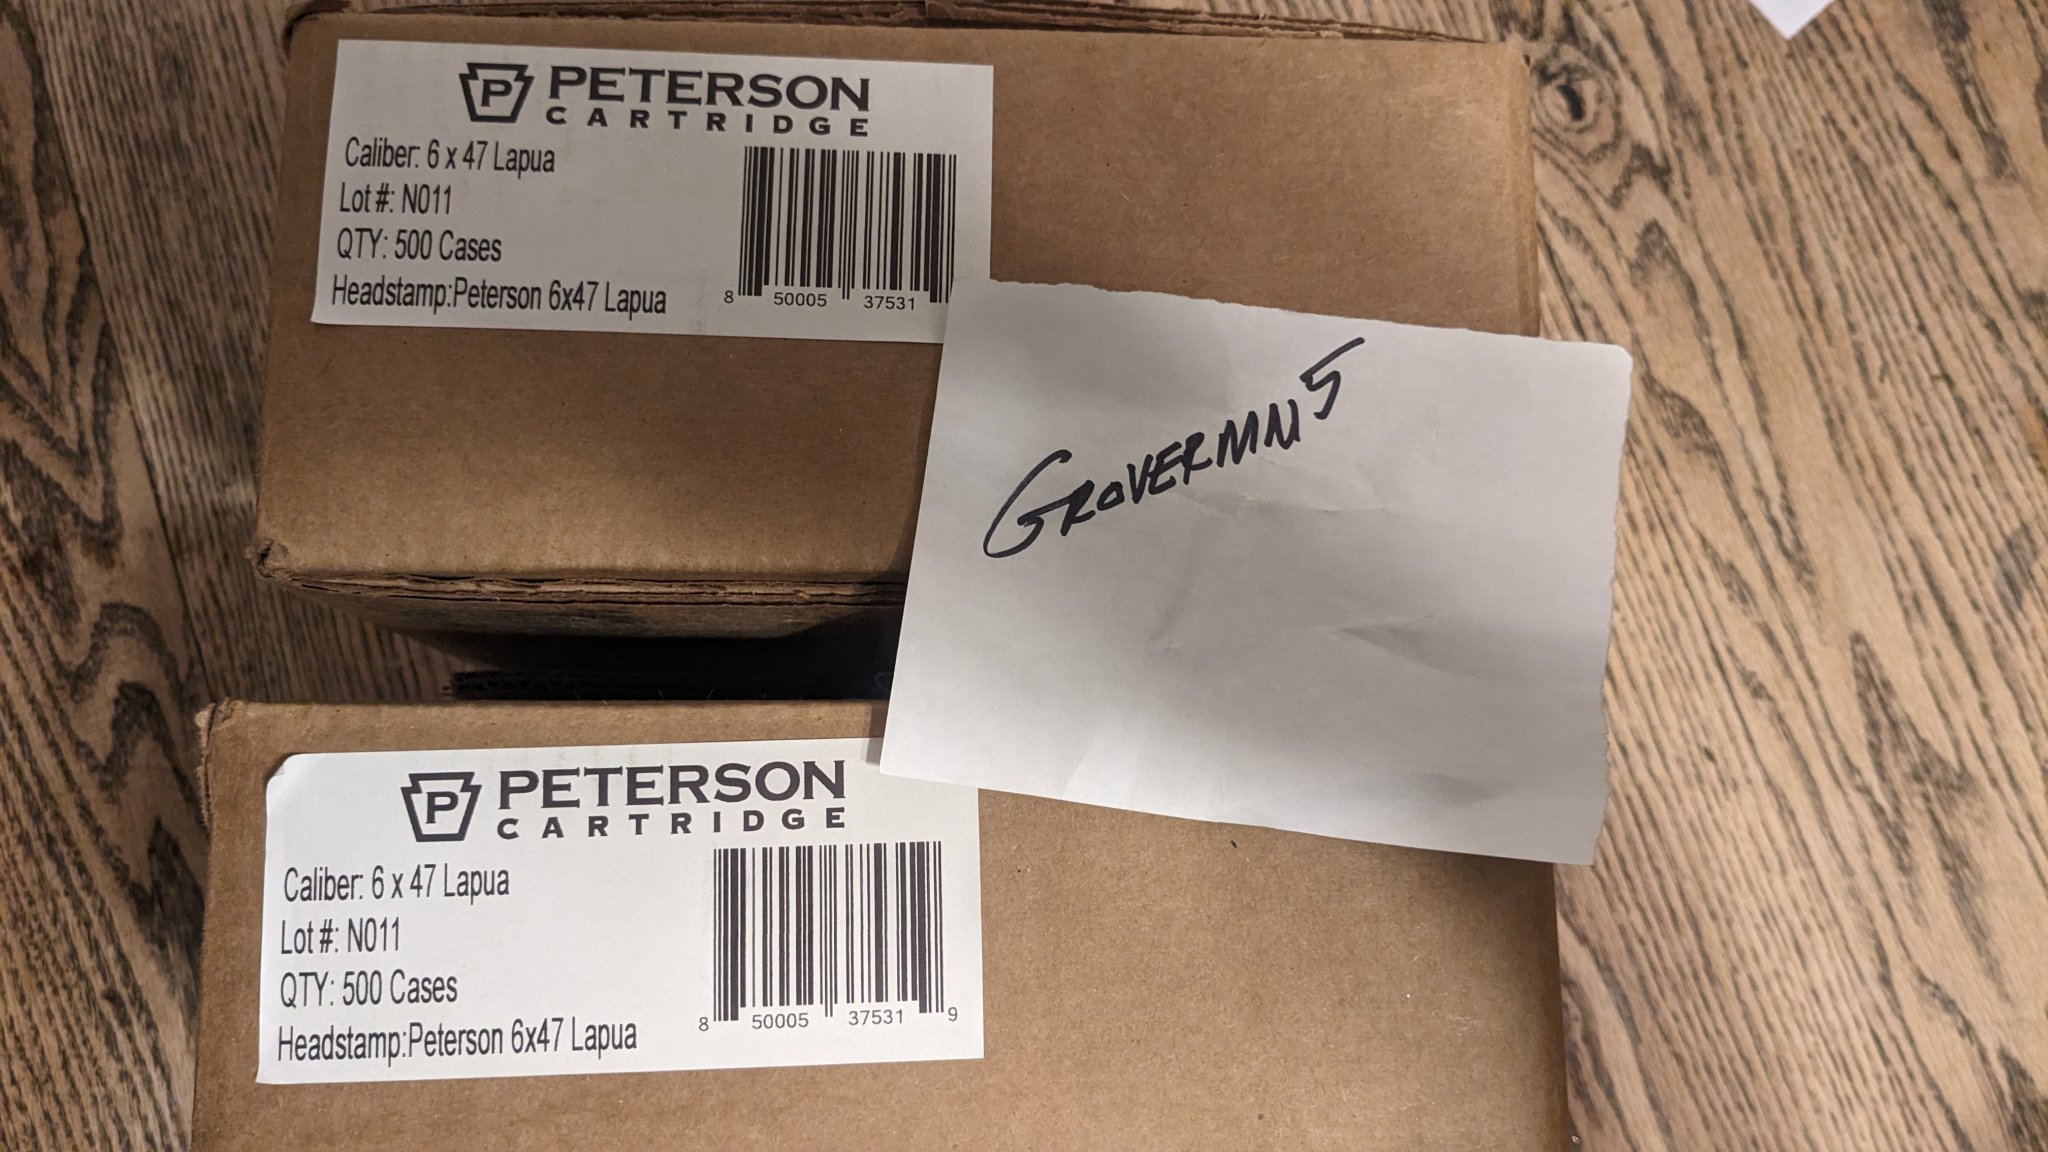 P PETERSON
CARTRIDGE
Caliber: 6 x 47 Lapua
Lot #: N011
QTY: 500 Cases
Headstamp:Peterson 6x47 Lapua
8 50005 37531
GROVERMN5
P PETERSON
CARTRIDGE
Caliber: 6 x 47 Lapua
Lot #: N011
QTY: 500 Cases
Headstamp:Peterson 6x47 Lapua
8 50005 37531 9